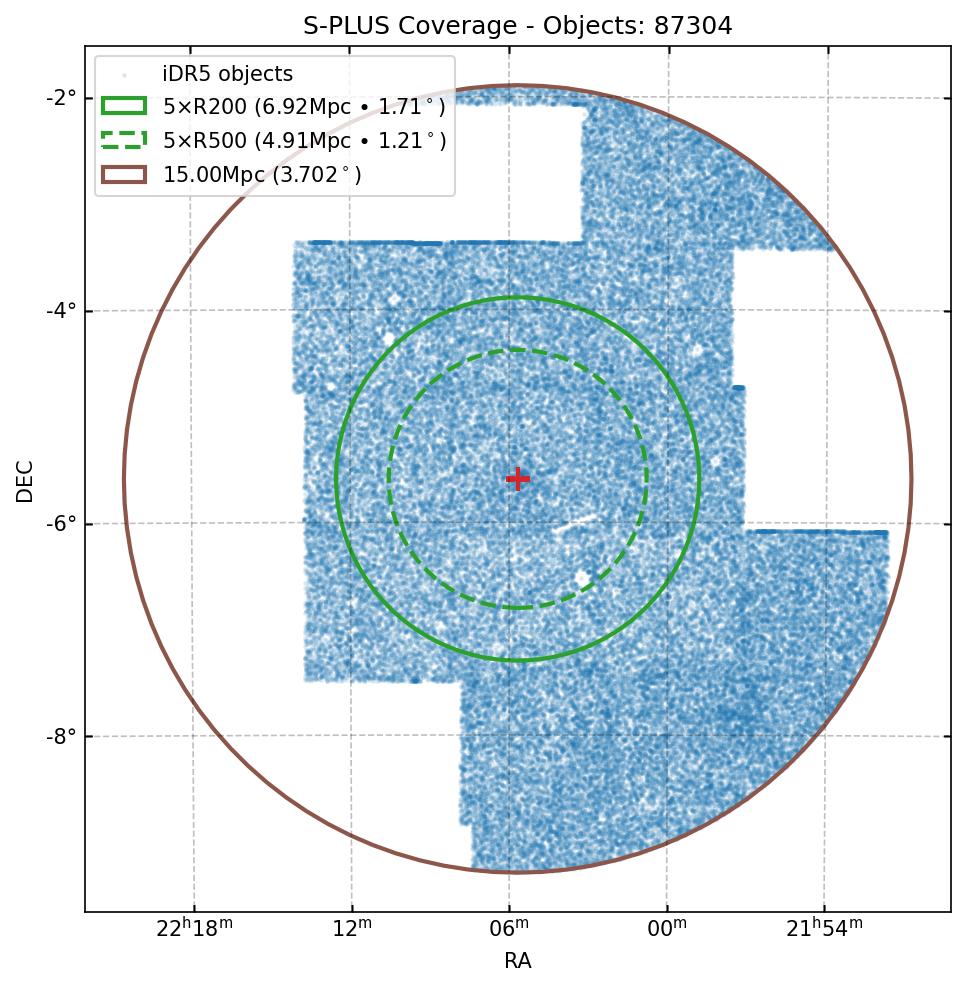 S-PLUS Coverage - Objects: 87304
iDR5 objects
5×R200 (6.92Mpc • 1.71°)
5×R500 (4.91Mpc • 1.21°)
15.00Mpc (3.702°)
-2°
-4°
-6°
-8°
DEC
22ʰ18ᵐ
12ᵐ
06ᵐ
00ᵐ
21ʰ54ᵐ
RA